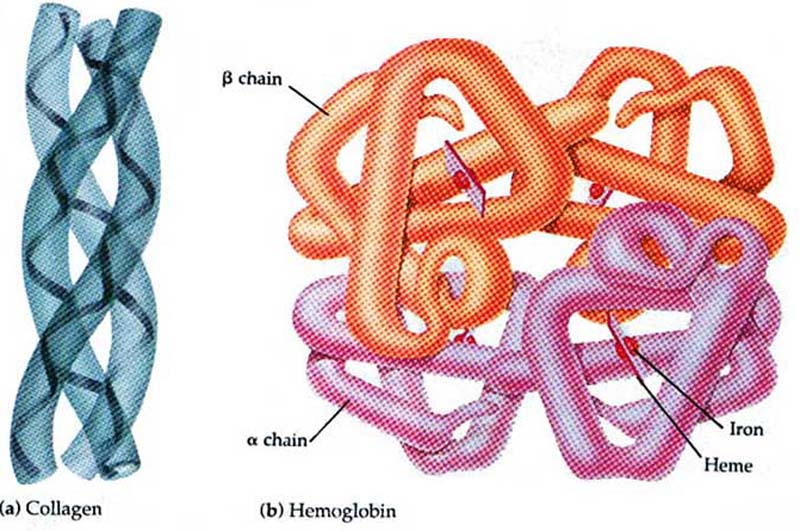 β chain
α chain
Iron
Heme
(a) Collagen
(b) Hemoglobin